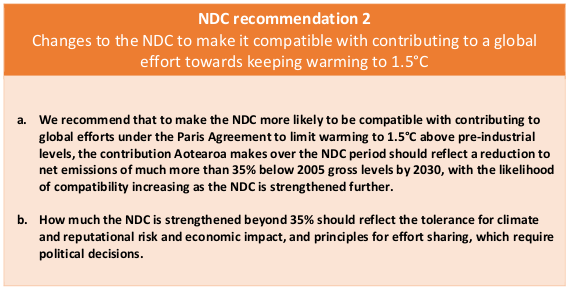 NDC recommendation 2
Changes to the NDC to make it compatible with contributing to a global
effort towards keeping warming to 1.5°C
a. We recommend that to make the NDC more likely to be compatible with contributing to
global efforts under the Paris Agreement to limit warming to 1.5°C above pre-industrial
levels, the contribution Aotearoa makes over the NDC period should reflect a reduction to
net emissions of much more than 35% below 2005 gross levels by 2030, with the likelihood
of compatibility increasing as the NDC is strengthened further.
b. How much the NDC is strengthened beyond 35% should reflect the tolerance for climate
and reputational risk and economic impact, and principles for effort sharing, which require
political decisions.